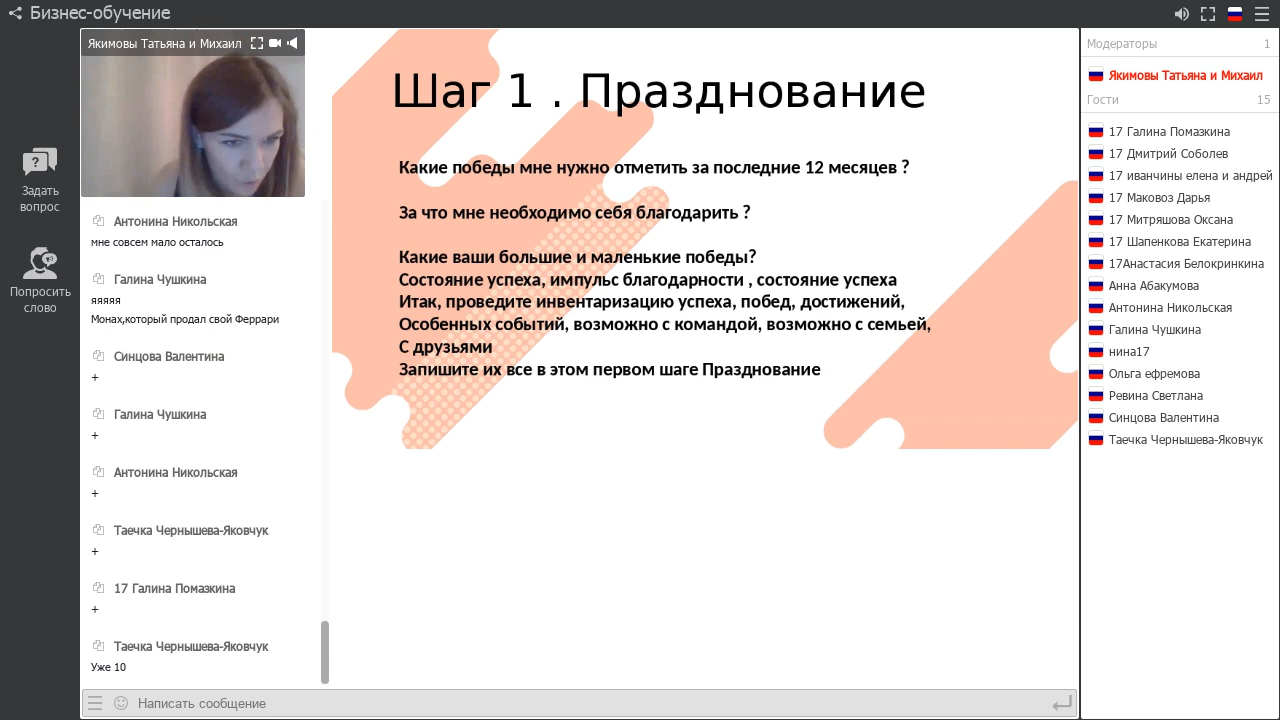 Бизнес-обучение
Якимовы Татьяна и Михаил
Задать
вопрос
Попросить
слово
Антонина Никольская
мне совсем мало осталось
Галина Чушкина
яяяяя
Монах,который продал свой Феррари
Синцова Валентина
+
Галина Чушкина
+
Антонина Никольская
+
Таечка Чернышева-Яковчук
+
17 Галина Помазкина
+
Таечка Чернышева-Яковчук
Уже 10
Написать сообщение
Шаг 1 . Празднование
Какие победы мне нужно отметить за последние 12 месяцев ?
За что мне необходимо себя благодарить ?
Какие ваши большие и маленькие победы?
Состояние успеха, импульс благодарности , состояние успеха
Итак, проведите инвентаризацию успеха, побед, достижений,
Особенных событий, возможно с командой, возможно с семьей,
С друзьями
Запишите их все в этом первом шаге Празднование
Модераторы 1
Якимовы Татьяна и Михаил
Гости 15
17 Галина Помазкина
17 Дмитрий Соболев
17 иванчины елена и андрей
17 Маковоз Дарья
17 Митряшова Оксана
17 Шапенкова Екатерина
17Анастасия Белокринкина
Анна Абакумова
Антонина Никольская
Галина Чушкина
нина17
Ольга ефремова
Ревина Светлана
Синцова Валентина
Таечка Чернышева-Яковчук